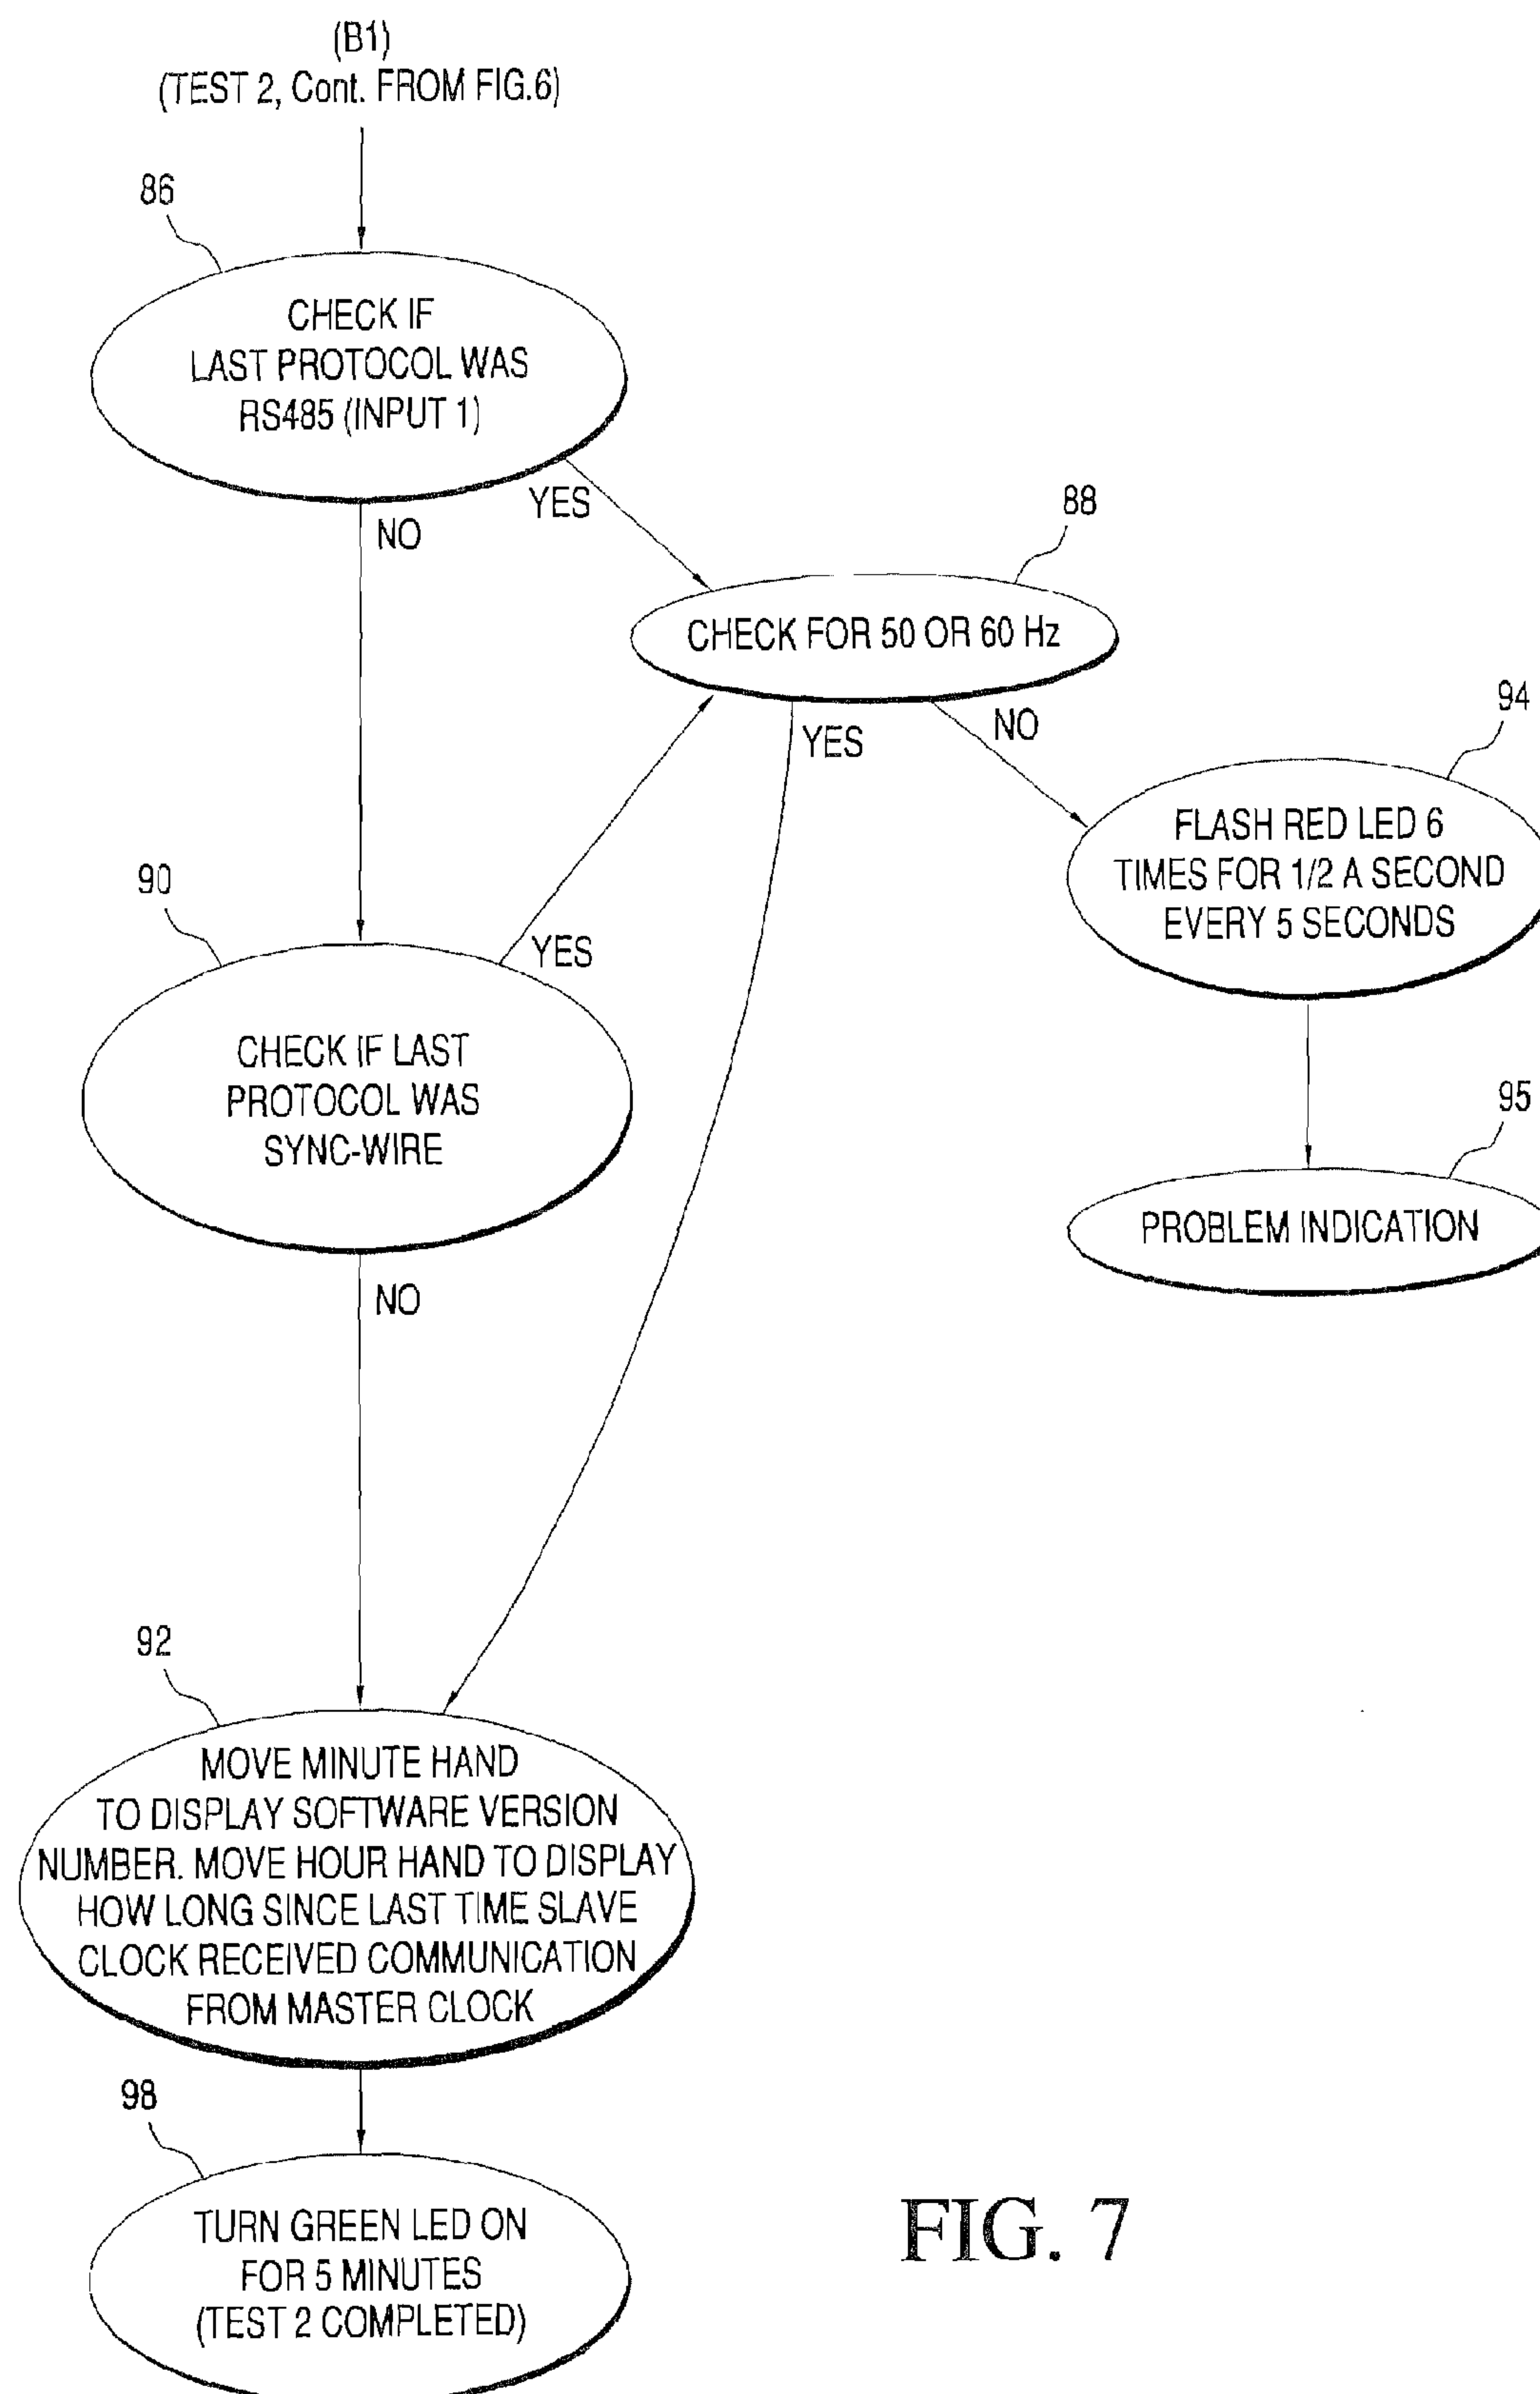 (B1)
(TEST 2, Cont. FROM FIG.6)
86
CHECK IF
LAST PROTOCOL WAS
RS485 (INPUT 1)
YES
NO
88
CHECK FOR 50 OR 60 Hz
YES
NO
94
FLASH RED LED 6
TIMES FOR 1/2 A SECOND
EVERY 5 SECONDS
90
YES
CHECK IF LAST
PROTOCOL WAS
SYNC-WIRE
NO
95
PROBLEM INDICATION
92
MOVE MINUTE HAND
TO DISPLAY SOFTWARE VERSION
NUMBER. MOVE HOUR HAND TO DISPLAY
HOW LONG SINCE LAST TIME SLAVE
CLOCK RECEIVED COMMUNICATION
FROM MASTER CLOCK
98
TURN GREEN LED ON
FOR 5 MINUTES
(TEST 2 COMPLETED)
FIG. 7